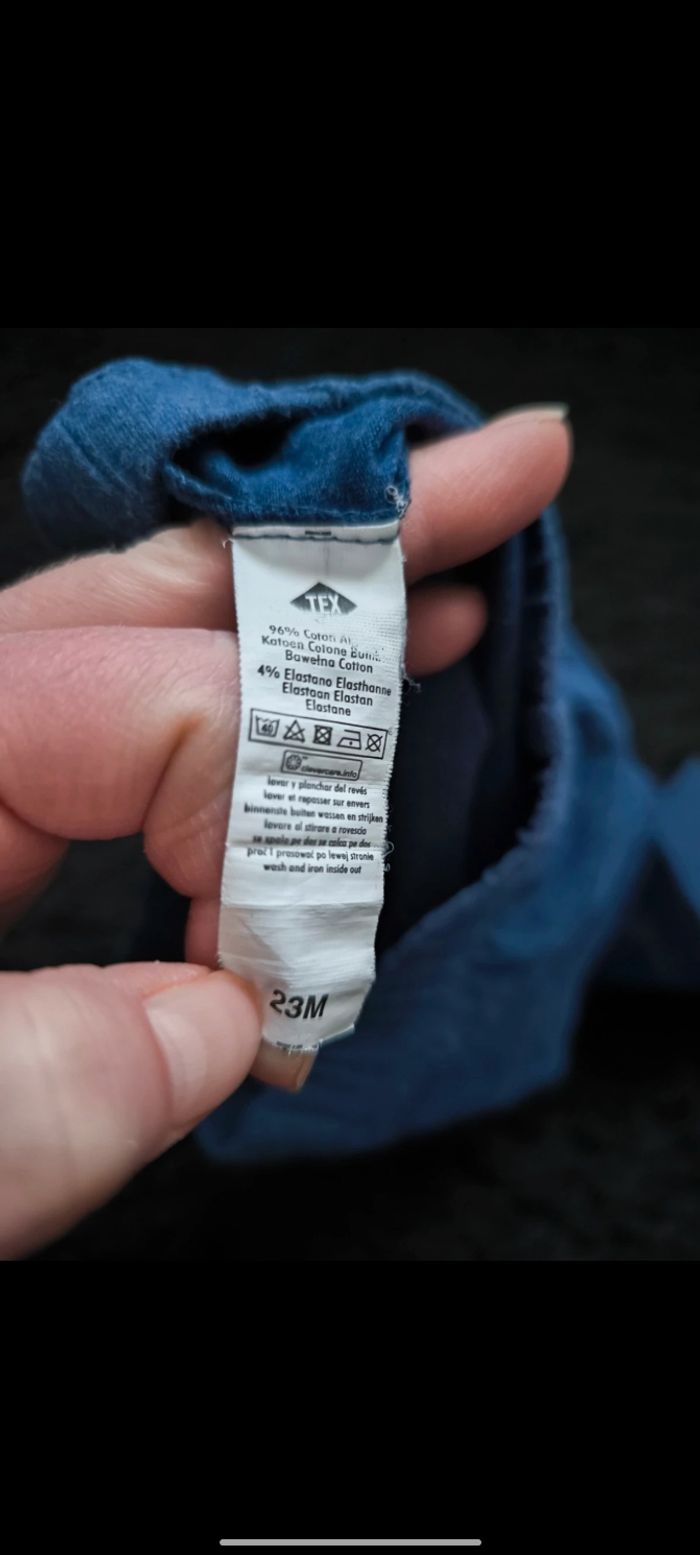 TEX
96% Coton
Katoen Cotone
Bawełna Cotton
4% Elastano Elasthanne
Elastaan Elastan
Elastane
40
clevercare.info
lavar y planchar del revés
laver et repasser sur envers
binnenste buiten wassen en strijken
lavare al stirare a rovescio
se spala pe dos se calca pe dos
prać i prasować po lewej stronie
wash and iron inside out
23M